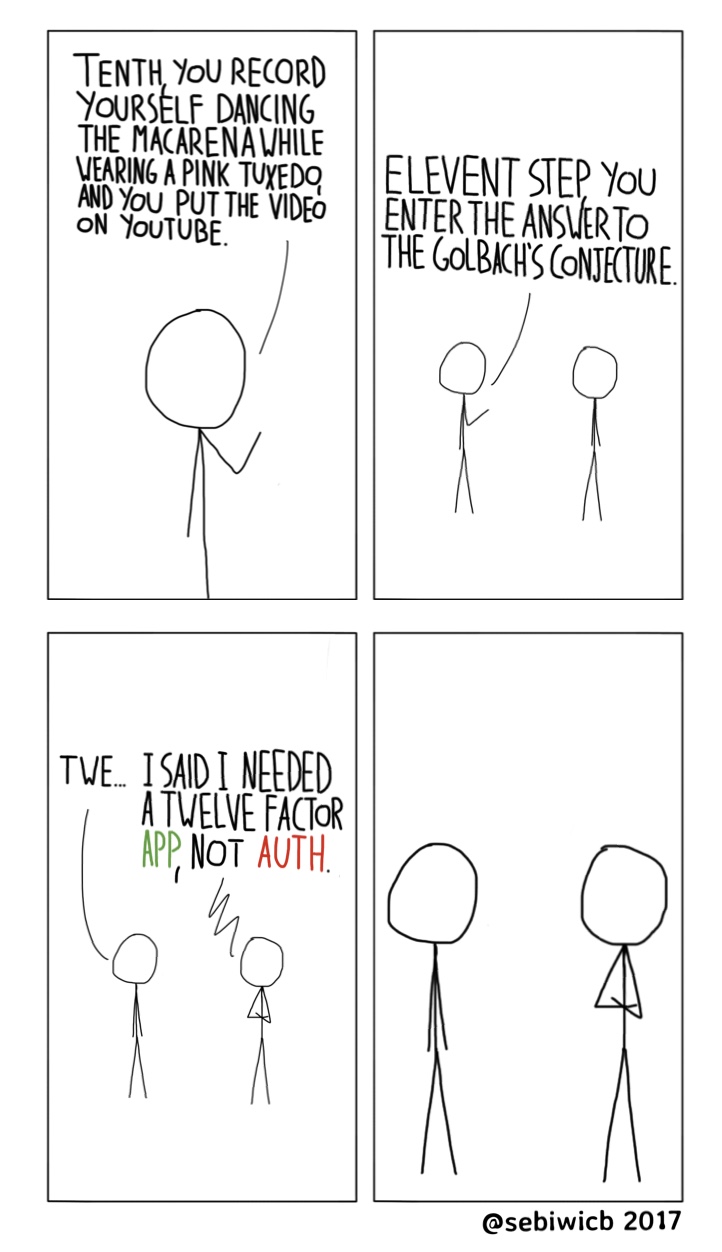 TENTH, YOU RECORD
YOURSELF DANCING
THE MACARENA WHILE
WEARING A PINK TUXEDO,
AND YOU PUT THE VIDEO
ON YOUTUBE.
ELEVENT STEP, YOU
ENTER THE ANSWER TO
THE GOLBACH'S CONJECTURE.
TWE...
I SAID I NEEDED
A TWELVE FACTOR
APP, NOT AUTH.
@sebiwicb 2017